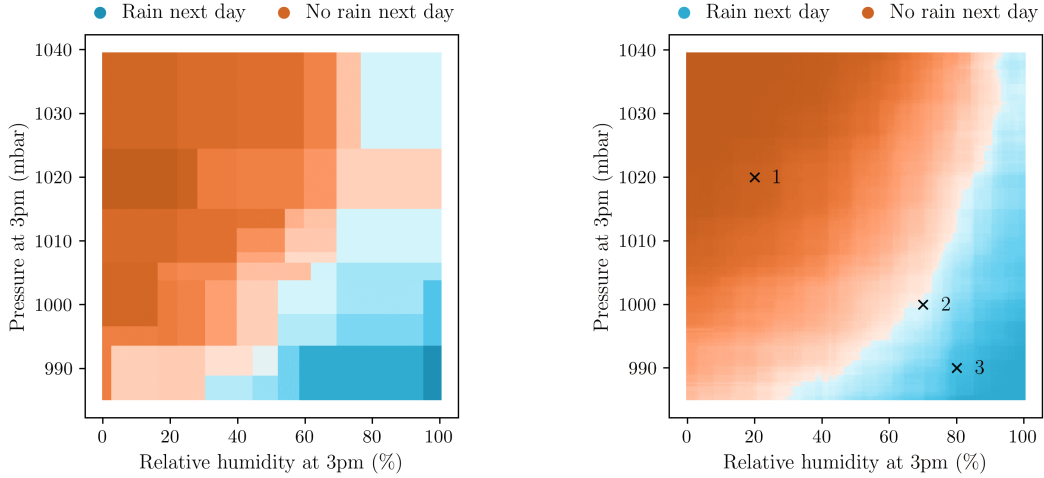 Rain next day No rain next day
1040
1030
1020
1010
1000
990
Pressure at 3pm (mbar)
0 20 40 60 80 100
Relative humidity at 3pm (%)
Rain next day No rain next day
1040
1030
1020
1010
1000
990
Pressure at 3pm (mbar)
1
2
3
0 20 40 60 80 100
Relative humidity at 3pm (%)